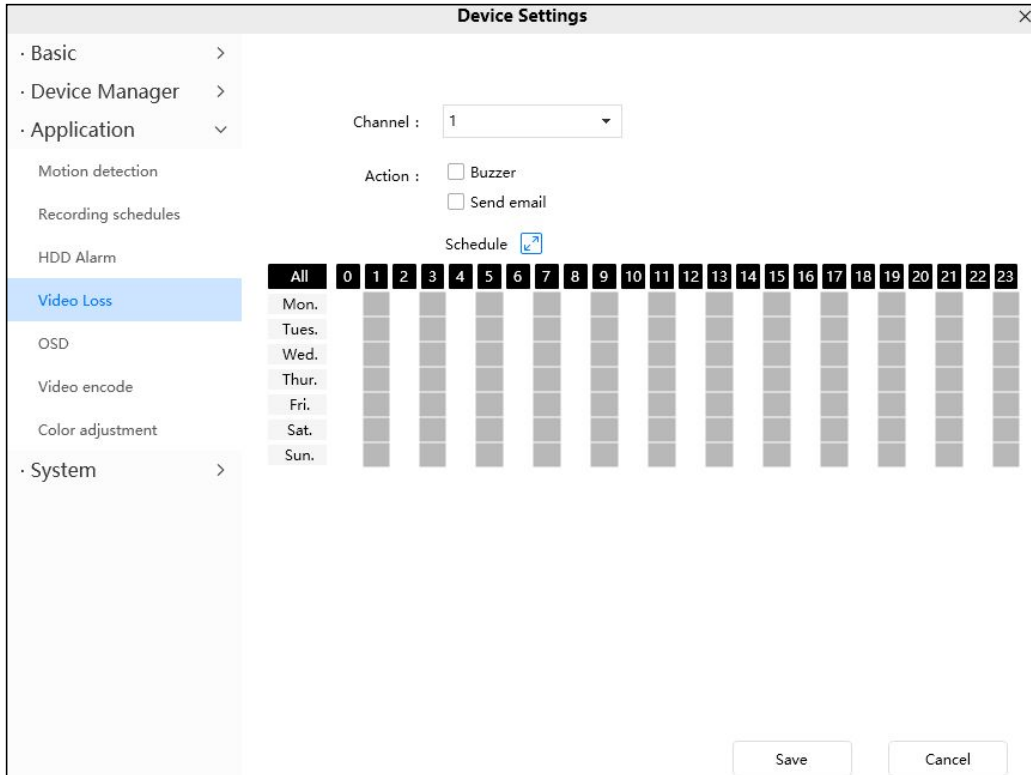 Device Settings
· Basic
· Device Manager
· Application
Motion detection
Recording schedules
HDD Alarm
Video Loss
OSD
Video encode
Color adjustment
· System
Channel : 1
Action : Buzzer
Send email
Schedule
All 0 1 2 3 4 5 6 7 8 9 10 11 12 13 14 15 16 17 18 19 20 21 22 23
Mon.
Tues.
Wed.
Thur.
Fri.
Sat.
Sun.
Save Cancel